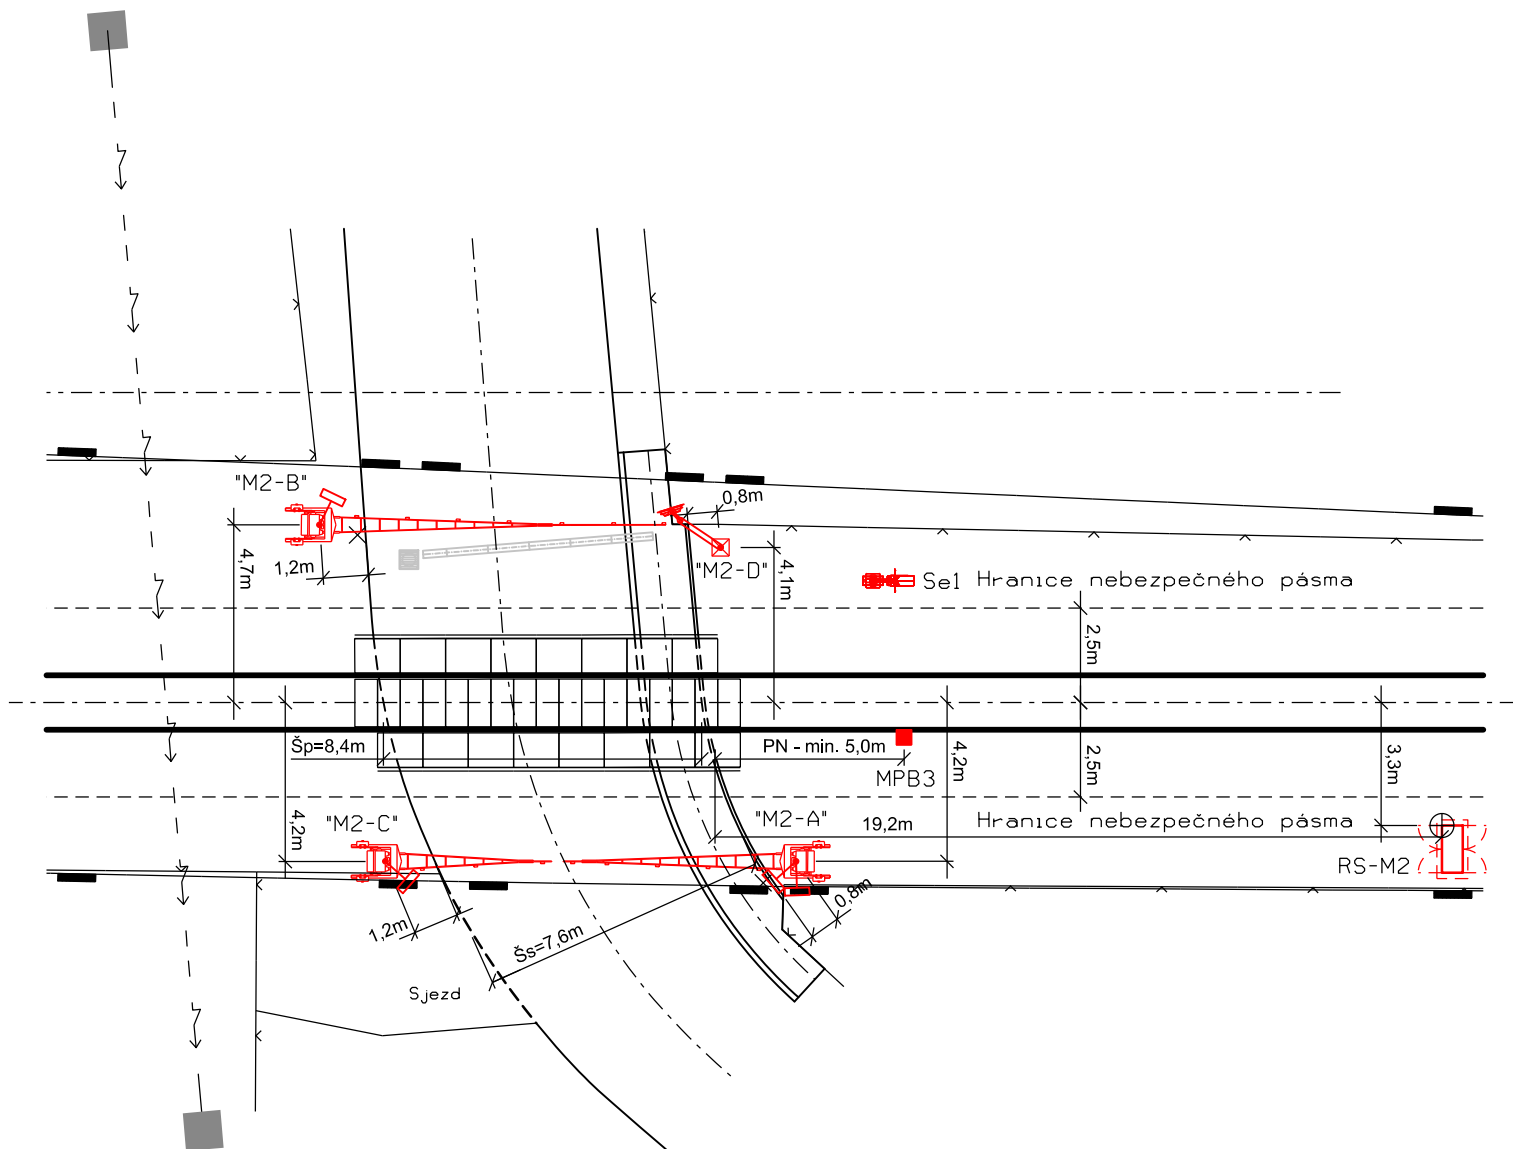 "M2-B"
0,8m
1,2m
4,7m
"M2-D"
4,1m
Se1
Hranice nebezpečného pásma
2,5m
Šp=8,4m
PN - min. 5,0m
MPB3
4,2m
2,5m
3,3m
4,2m
"M2-C"
"M2-A"
19,2m
Hranice nebezpečného pásma
RS-M2
1,2m
0,8m
Šs=7,6m
Sjezd